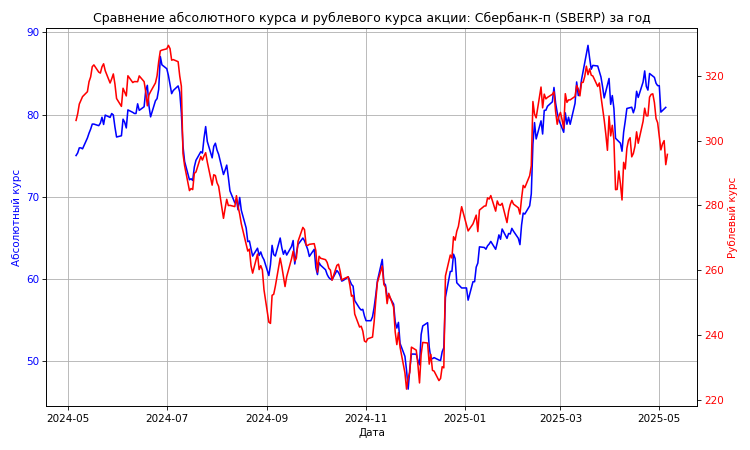 Сравнение абсолютного курса и рублевого курса акции: Сбербанк-п (SBERP) за год
90
80
70
60
50
Абсолютный курс
320
300
280
260
240
220
Рублевый курс
2024-05 2024-07 2024-09 2024-11 2025-01 2025-03 2025-05
Дата